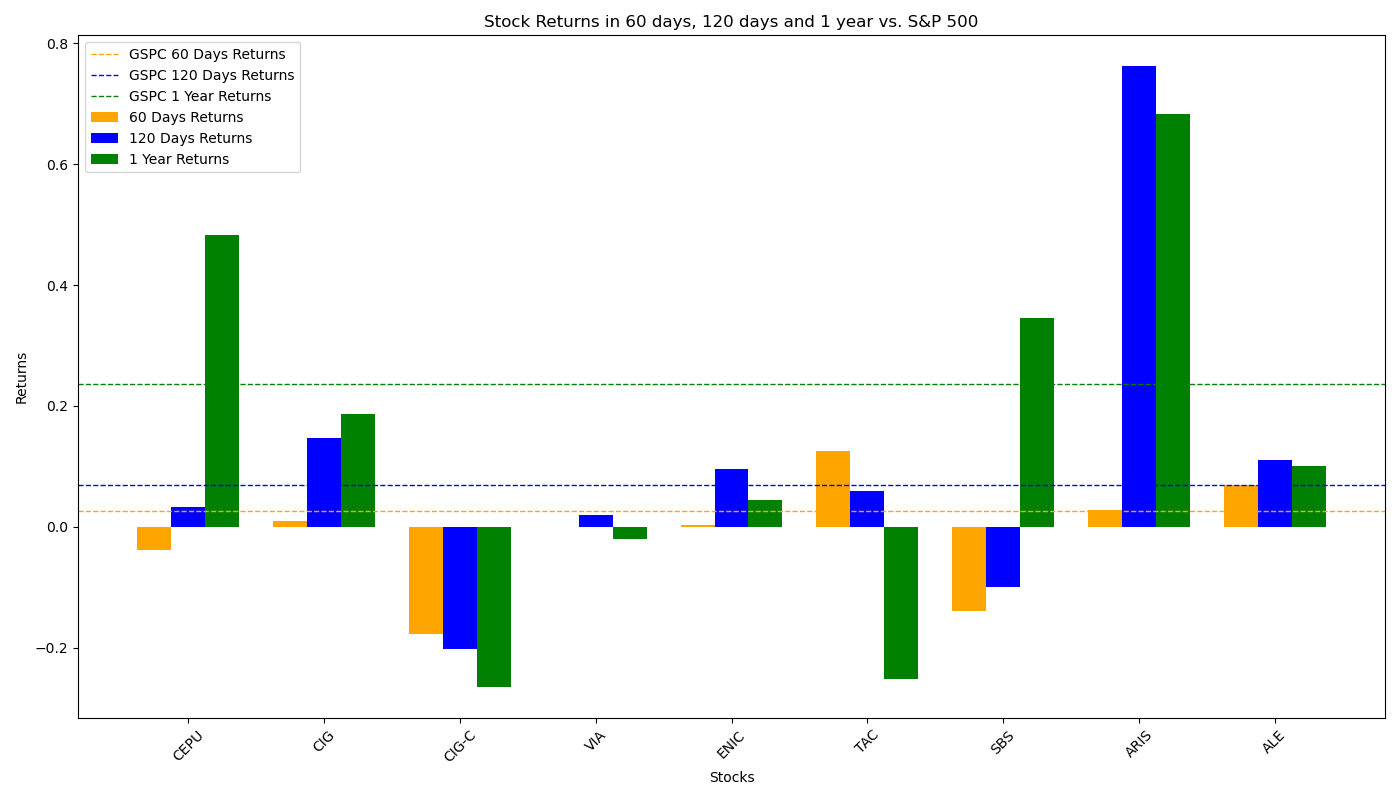 Stock Returns in 60 days, 120 days and 1 year vs. S&P 500
GSPC 60 Days Returns
GSPC 120 Days Returns
GSPC 1 Year Returns
60 Days Returns
120 Days Returns
1 Year Returns
Returns
0.8
0.6
0.4
0.2
0.0
−0.2
CEPU
CIG
CIG-C
VIA
ENIC
TAC
SBS
ARIS
ALE
Stocks